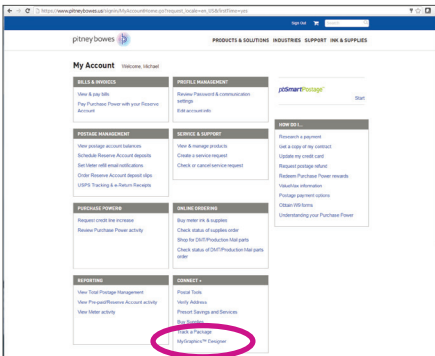 https://www.pitneybowes.us/signin/MyAccountHome.go?request_locale=en_US&firstTime=yes
Sign Out
Search
pitney bowes
PRODUCTS & SOLUTIONS INDUSTRIES SUPPORT INK & SUPPLIES
My Account Welcome, Michael
BILLS & INVOICES
View & pay bills
Pay Purchase Power with your Reserve
Account
PROFILE MANAGEMENT
Review Password & communication
settings
Edit account info
pbSmartPostage™
Start
POSTAGE MANAGEMENT
View postage account balances
Schedule Reserve Account deposits
Set Meter refill email notifications
Order Reserve Account deposit slips
USPS Tracking & e-Return Receipts
SERVICE & SUPPORT
View & manage products
Create a service request
Check or cancel service request
HOW DO I...
Research a payment
Get a copy of my contract
Update my credit card
Request postage refund
Redeem Purchase Power rewards
ValueMax information
Postage payment options
Obtain W9 forms
Understanding your Purchase Power
PURCHASE POWER®
Request credit line increase
Review Purchase Power activity
ONLINE ORDERING
Buy meter ink & supplies
Check status of supplies order
Shop for DMT/Production Mail parts
Check status of DMT/Production Mail parts
order
REPORTING
View Total Postage Management
View Pre-paid/Reserve Account activity
View Meter activity
CONNECT +
Postal Tools
Verify Address
Presort Savings and Services
Buy Supplies
Track a Package
MyGraphics™ Designer